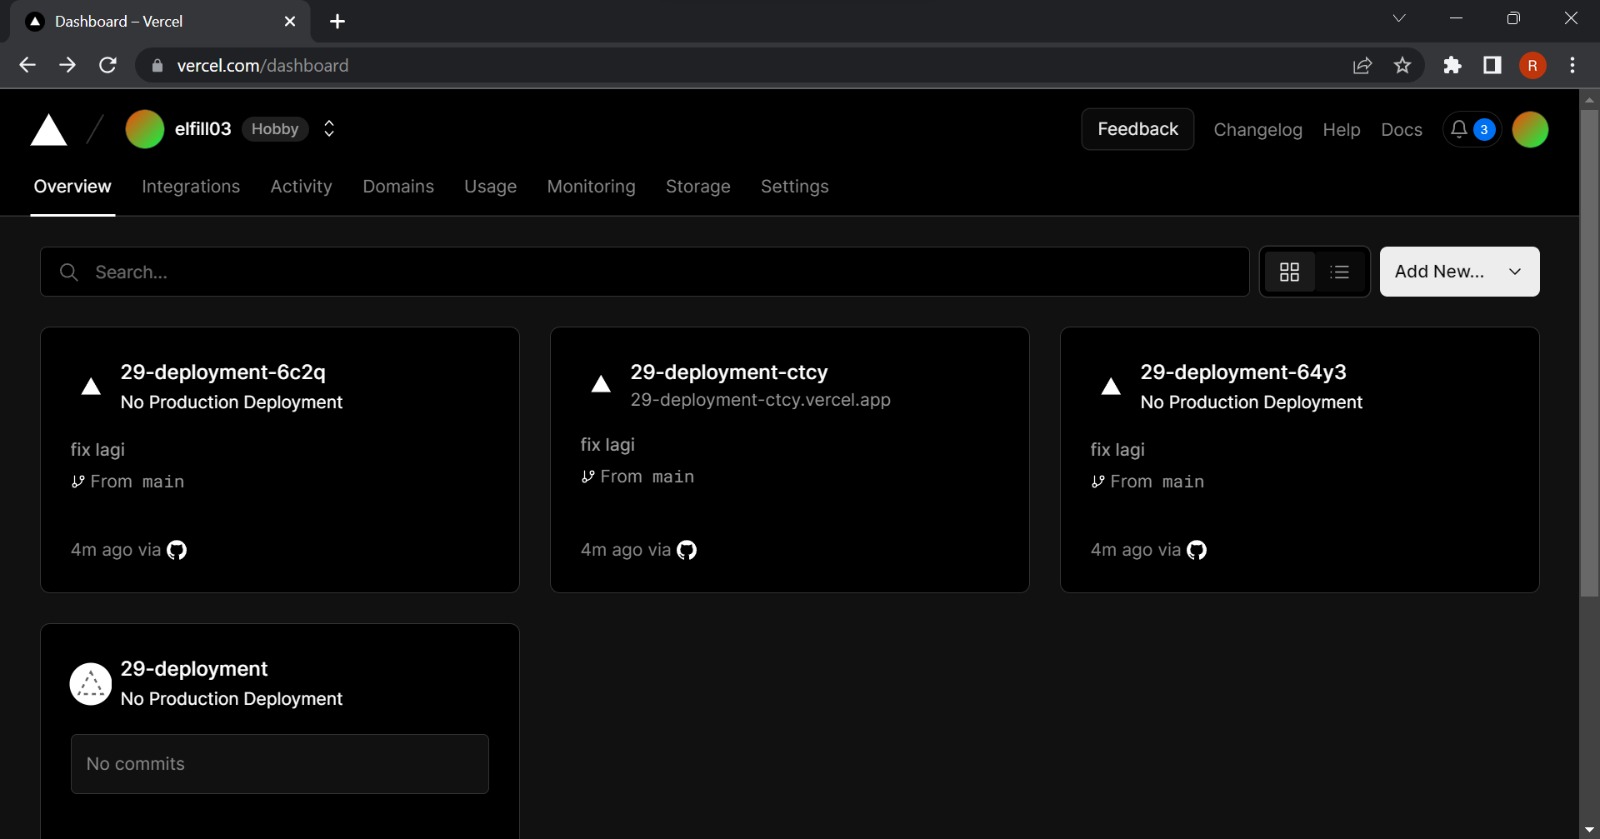 Dashboard – Vercel
vercel.com/dashboard
R
elfill03 Hobby
Feedback Changelog Help Docs 3
Overview Integrations Activity Domains Usage Monitoring Storage Settings
Search...
Add New...
29-deployment-6c2q
No Production Deployment
fix lagi
From main
4m ago via
29-deployment-ctcy
29-deployment-ctcy.vercel.app
fix lagi
From main
4m ago via
29-deployment-64y3
No Production Deployment
fix lagi
From main
4m ago via
29-deployment
No Production Deployment
No commits